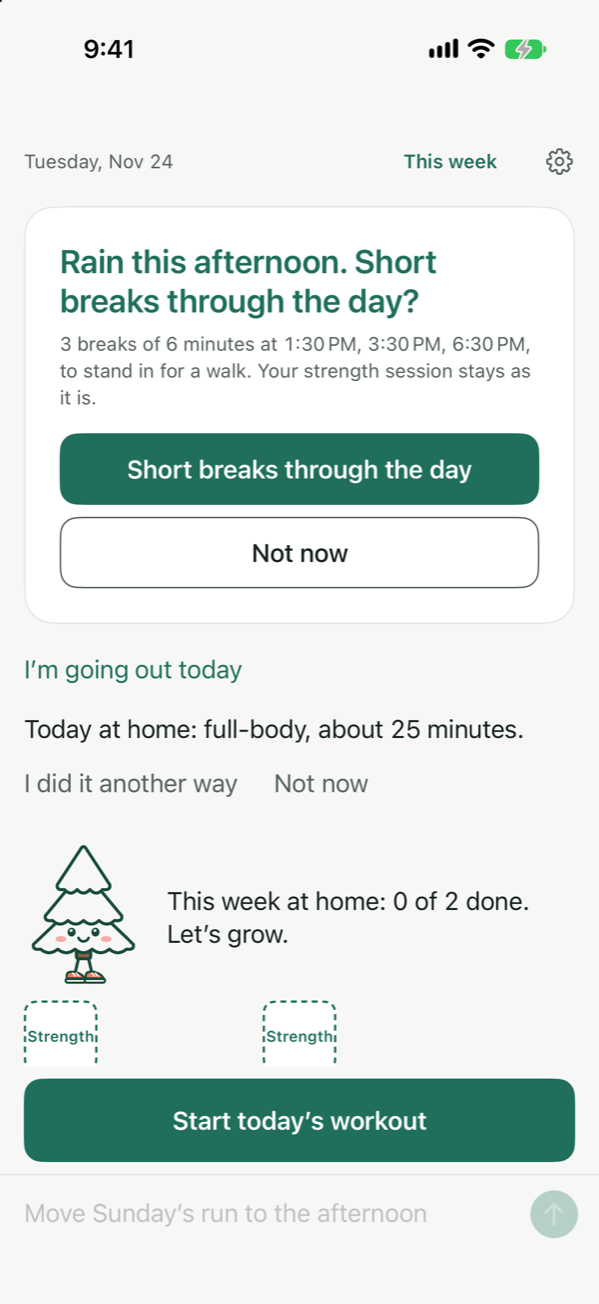 9:41
Tuesday, Nov 24
This week
Rain this afternoon. Short
breaks through the day?
3 breaks of 6 minutes at 1:30 PM, 3:30 PM, 6:30 PM,
to stand in for a walk. Your strength session stays as
it is.
Short breaks through the day
Not now
I’m going out today
Today at home: full-body, about 25 minutes.
I did it another way
Not now
This week at home: 0 of 2 done.
Let’s grow.
Strength
Strength
Start today’s workout
Move Sunday’s run to the afternoon